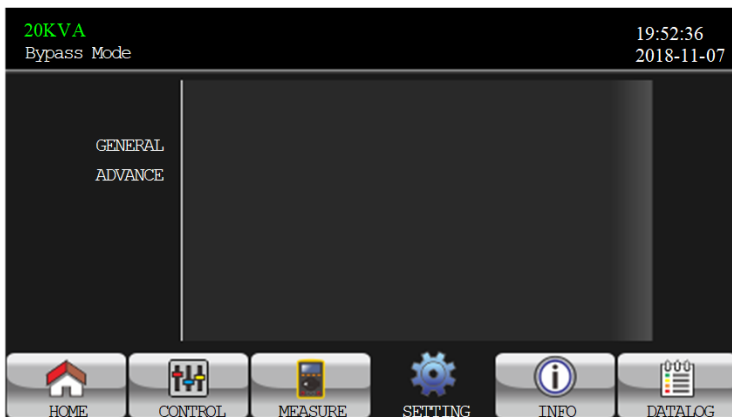 20KVA
19:52:36
Bypass Mode
2018-11-07
GENERAL
ADVANCE
HOME
CONTROL
MEASURE
SETTING
INFO
DATALOG